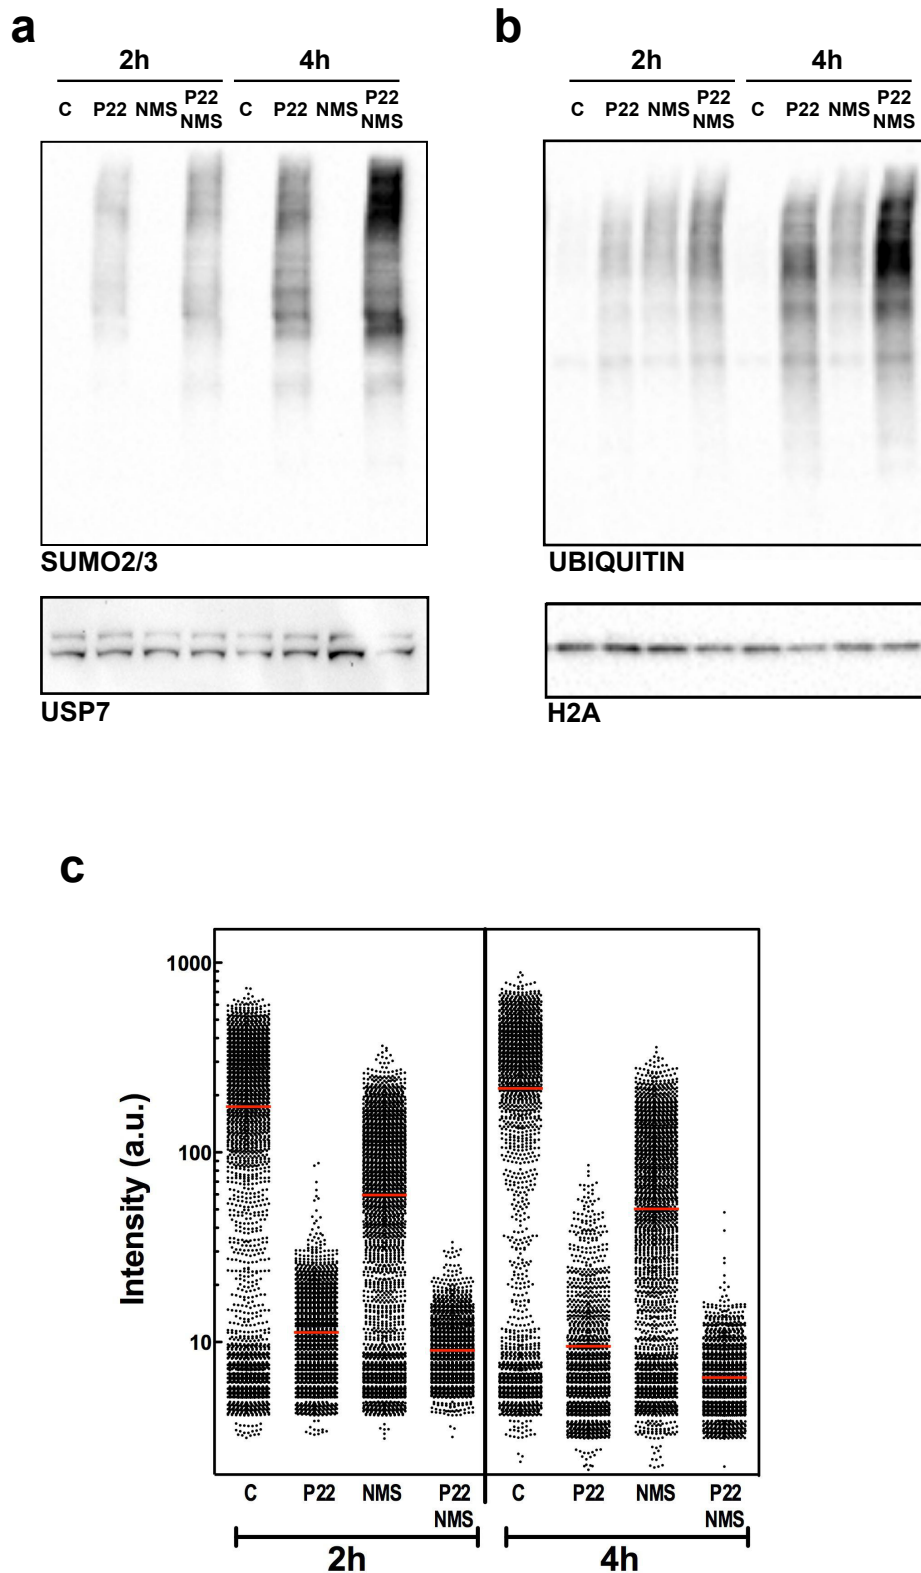 a
2h 4h
C P22 NMS P22 NMS C P22 NMS P22 NMS
SUMO2/3
USP7
b
2h 4h
C P22 NMS P22 NMS C P22 NMS P22 NMS
UBIQUITIN
H2A
c
Intensity (a.u.)
1000
100
10
C P22 NMS P22 NMS C P22 NMS P22 NMS
2h 4h